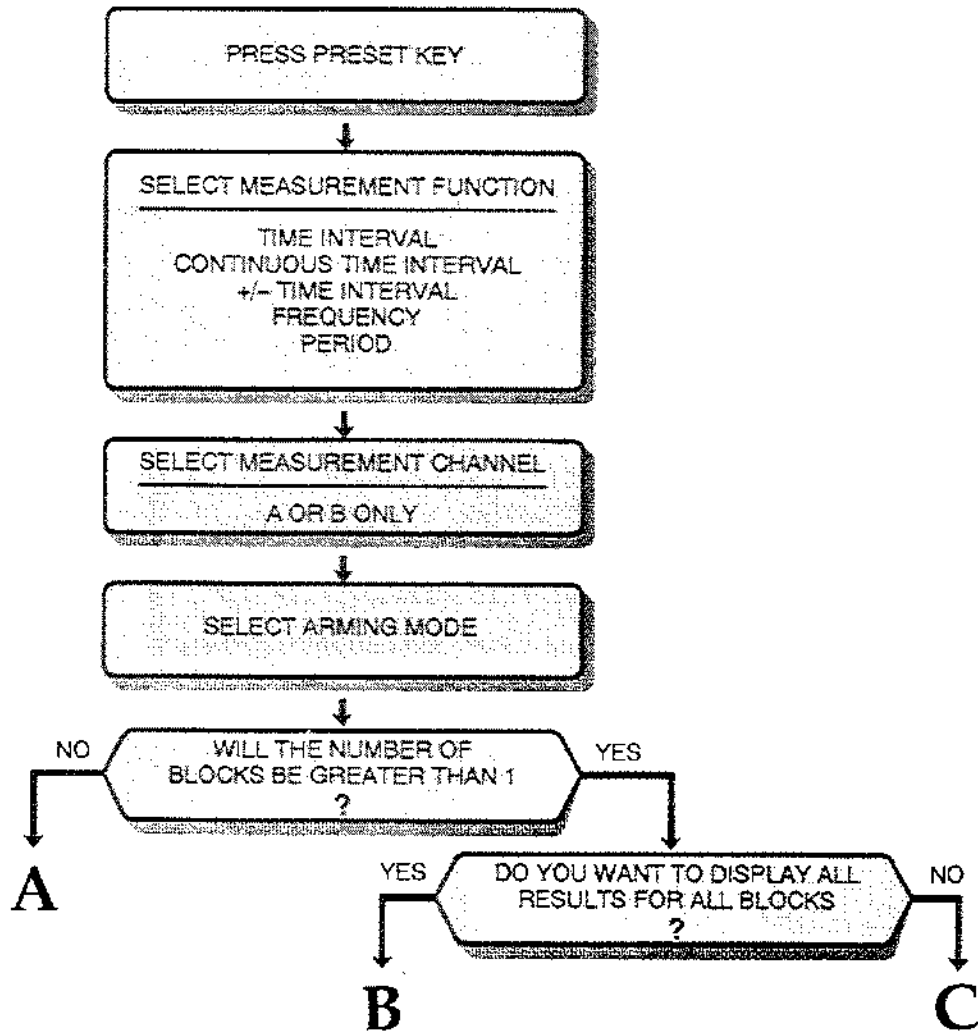 PRESS PRESET KEY
SELECT MEASUREMENT FUNCTION
TIME INTERVAL
CONTINUOUS TIME INTERVAL
+/– TIME INTERVAL
FREQUENCY
PERIOD
SELECT MEASUREMENT CHANNEL
A OR B ONLY
SELECT ARMING MODE
NO
WILL THE NUMBER OF
BLOCKS BE GREATER THAN 1
?
YES
A
YES
DO YOU WANT TO DISPLAY ALL
RESULTS FOR ALL BLOCKS
?
NO
B
C